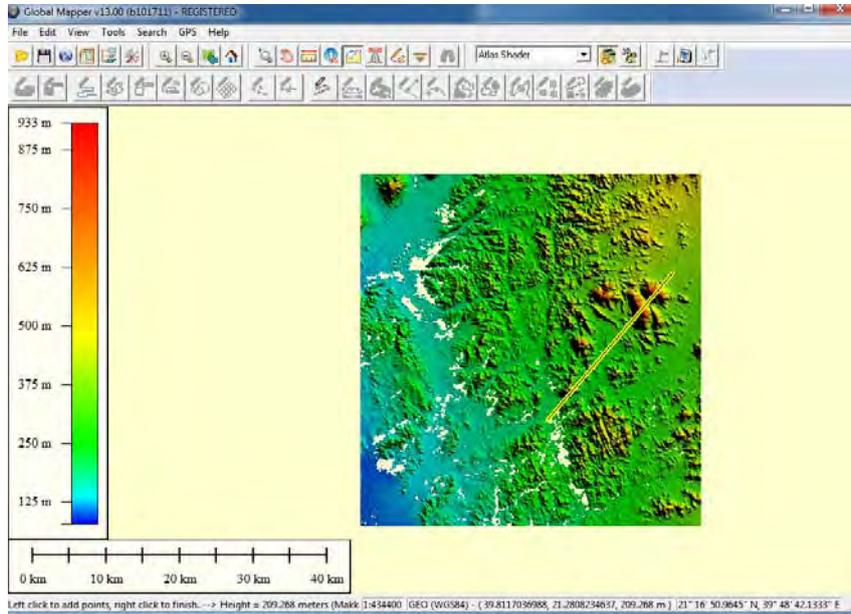 Global Mapper v13.00 (b101711) - REGISTERED
File Edit View Tools Search GPS Help
Atlas Shader
933 m
875 m
750 m
625 m
500 m
375 m
250 m
125 m
0 km 10 km 20 km 30 km 40 km
Left click to add points, right click to finish. --> Height = 209.268 meters (Makk 1:434400 GEO (WGS84) - ( 39.8117036988, 21.2808234637, 209.268 m ) 21° 16' 50.9645" N, 39° 48' 42.1333" E